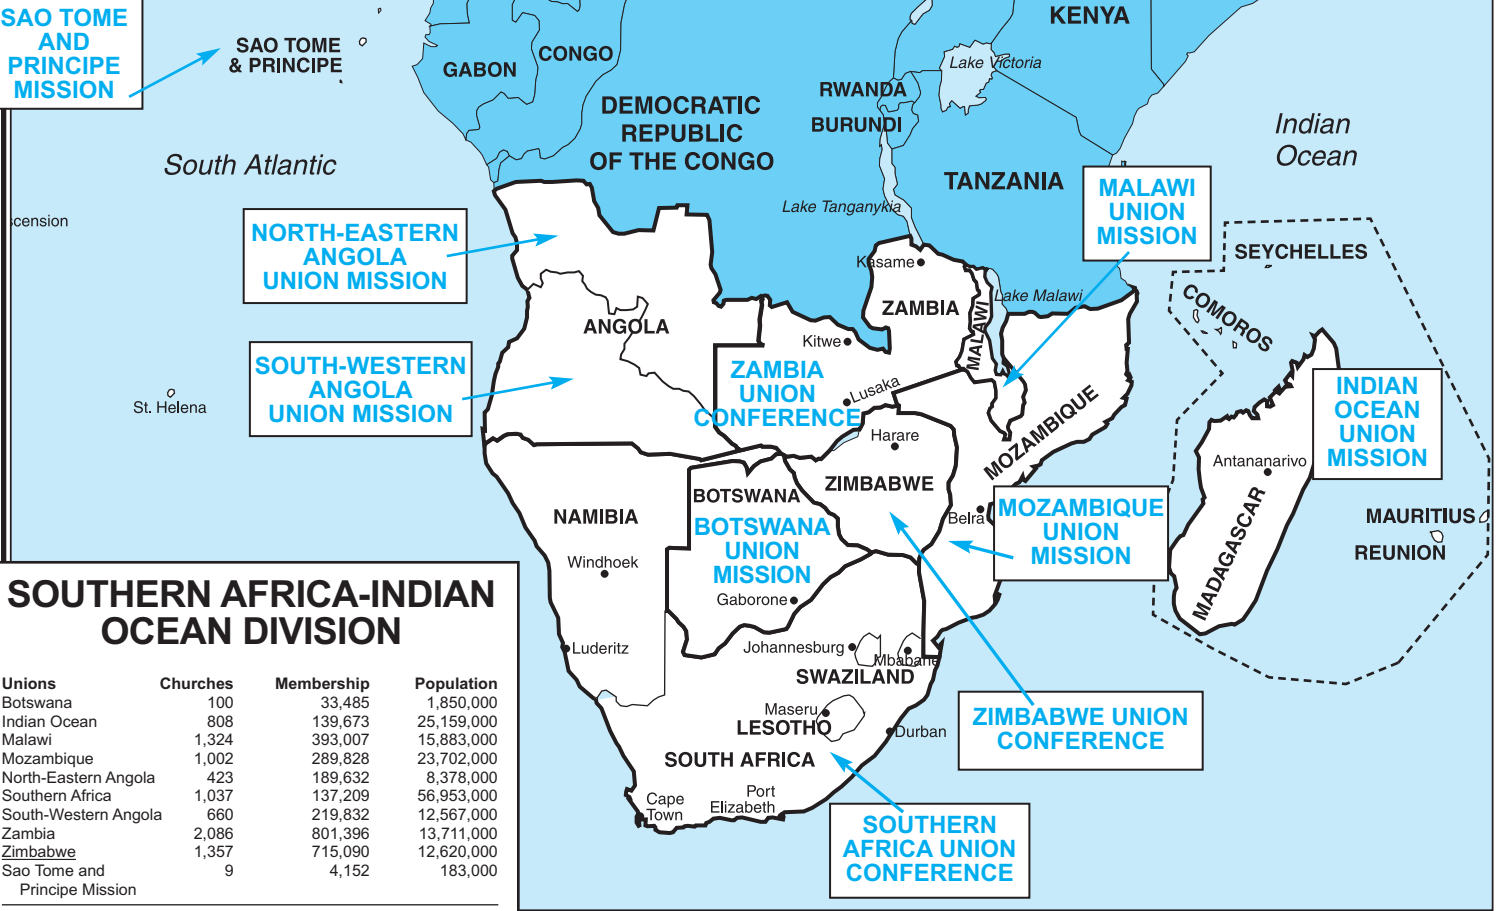 SAO TOME
AND
PRINCIPE
MISSION
SAO TOME
& PRINCIPE
GABON
CONGO
KENYA
Lake Victoria
RWANDA
BURUNDI
DEMOCRATIC
REPUBLIC
OF THE CONGO
TANZANIA
Lake Tanganykia
Indian
Ocean
South Atlantic
scension
NORTH-EASTERN
ANGOLA
UNION MISSION
MALAWI
UNION
MISSION
SEYCHELLES
COMOROS
Kasame
ZAMBIA
MALAWI
Lake Malawi
ANGOLA
Kitwe
SOUTH-WESTERN
ANGOLA
UNION MISSION
ZAMBIA
UNION
CONFERENCE
Lusaka
St. Helena
MOZAMBIQUE
INDIAN
OCEAN
UNION
MISSION
Harare
ZIMBABWE
Antananarivo
MADAGASCAR
MAURITIUS
REUNION
NAMIBIA
Windhoek
Luderitz
BOTSWANA
BOTSWANA
UNION
MISSION
Gaborone
Belra
MOZAMBIQUE
UNION
MISSION
Johannesburg
Mbabane
SWAZILAND
Maseru
LESOTHO
Durban
SOUTH AFRICA
Cape
Town
Port
Elizabeth
ZIMBABWE UNION
CONFERENCE
SOUTHERN
AFRICA UNION
CONFERENCE
SOUTHERN AFRICA-INDIAN
OCEAN DIVISION
Unions Churches Membership Population
Botswana 100 33,485 1,850,000
Indian Ocean 808 139,673 25,159,000
Malawi 1,324 393,007 15,883,000
Mozambique 1,002 289,828 23,702,000
North-Eastern Angola 423 189,632 8,378,000
Southern Africa 1,037 137,209 56,953,000
South-Western Angola 660 219,832 12,567,000
Zambia 2,086 801,396 13,711,000
Zimbabwe 1,357 715,090 12,620,000
Sao Tome and 9 4,152 183,000
Principe Mission